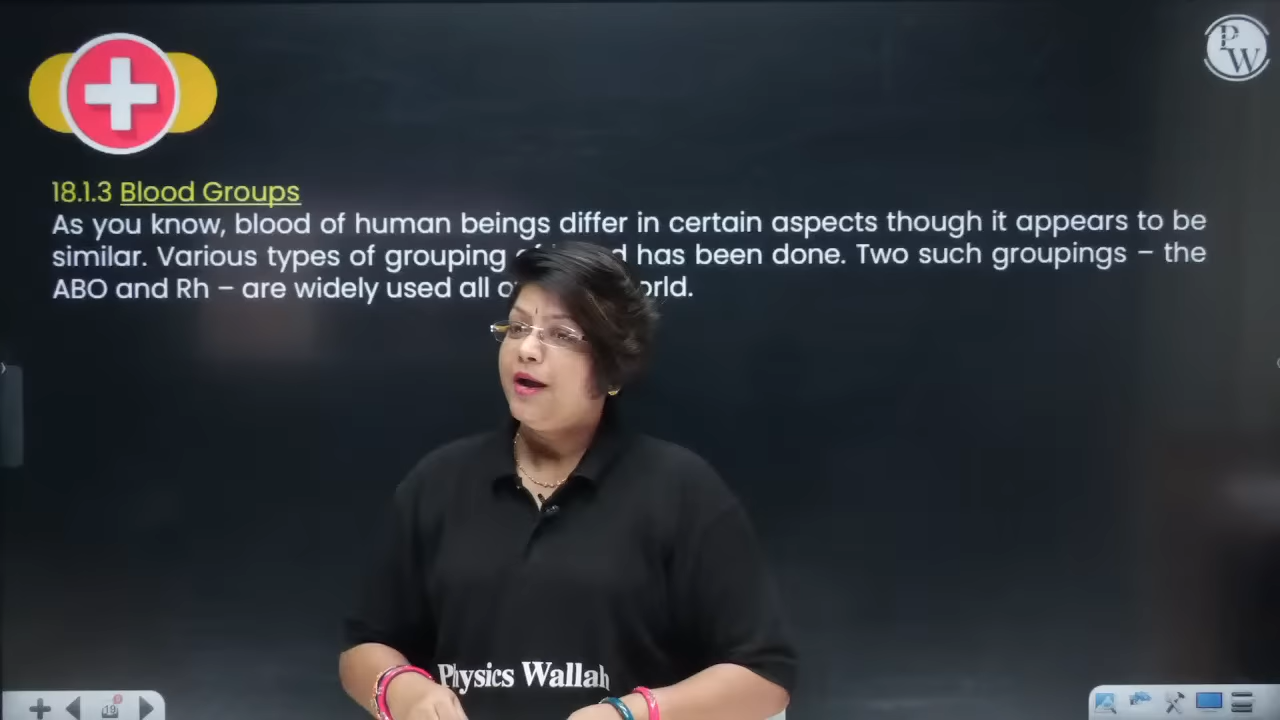 P
W
18.1.3 Blood Groups
As you know, blood of human beings differ in certain aspects though it appears to be
similar. Various types of grouping has been done. Two such groupings – the
ABO and Rh – are widely used all
Physics Wallah
19